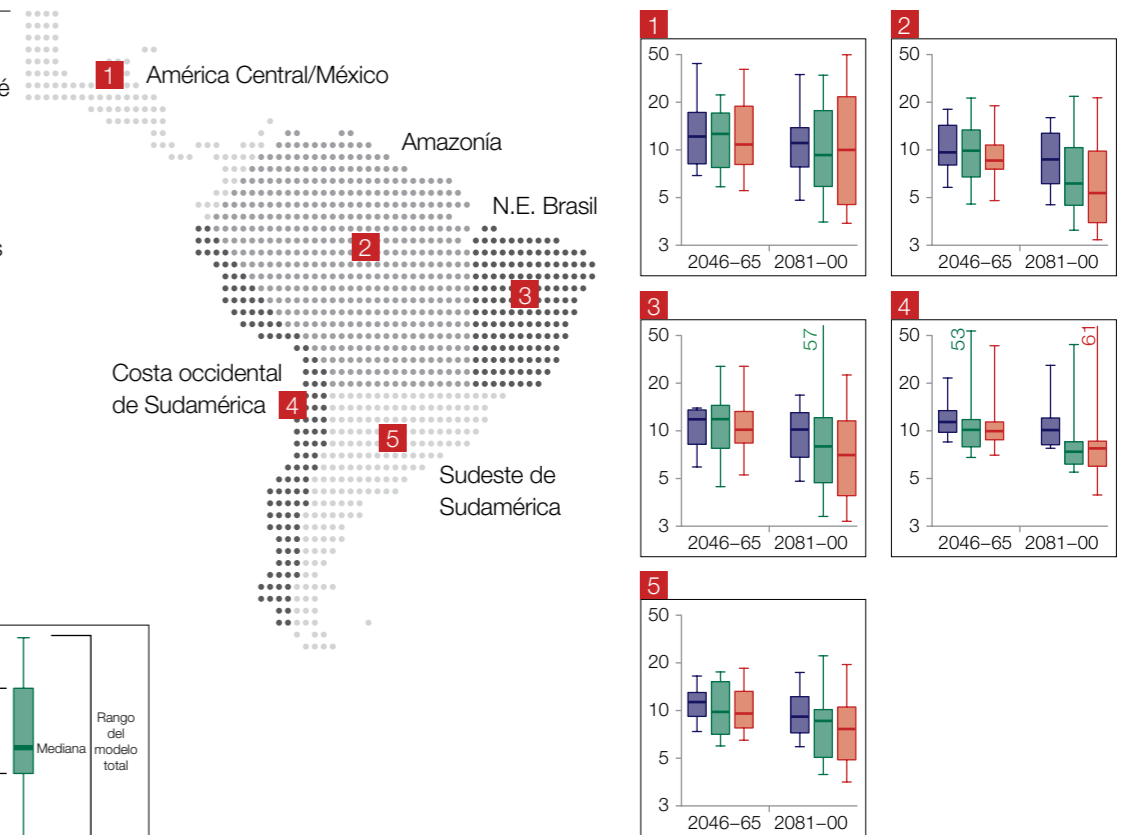 é
s
1 América Central/México
Amazonía
N.E. Brasil
2
3
Costa occidental
de Sudamérica 4
5
Sudeste de
Sudamérica
Mediana
Rango
del
modelo
total
1
50
20
10
5
3
2046–65 2081–00
2
50
20
10
5
3
2046–65 2081–00
3
50
20
10
5
3
57
2046–65 2081–00
4
50
20
10
5
3
53
61
2046–65 2081–00
5
50
20
10
5
3
2046–65 2081–00